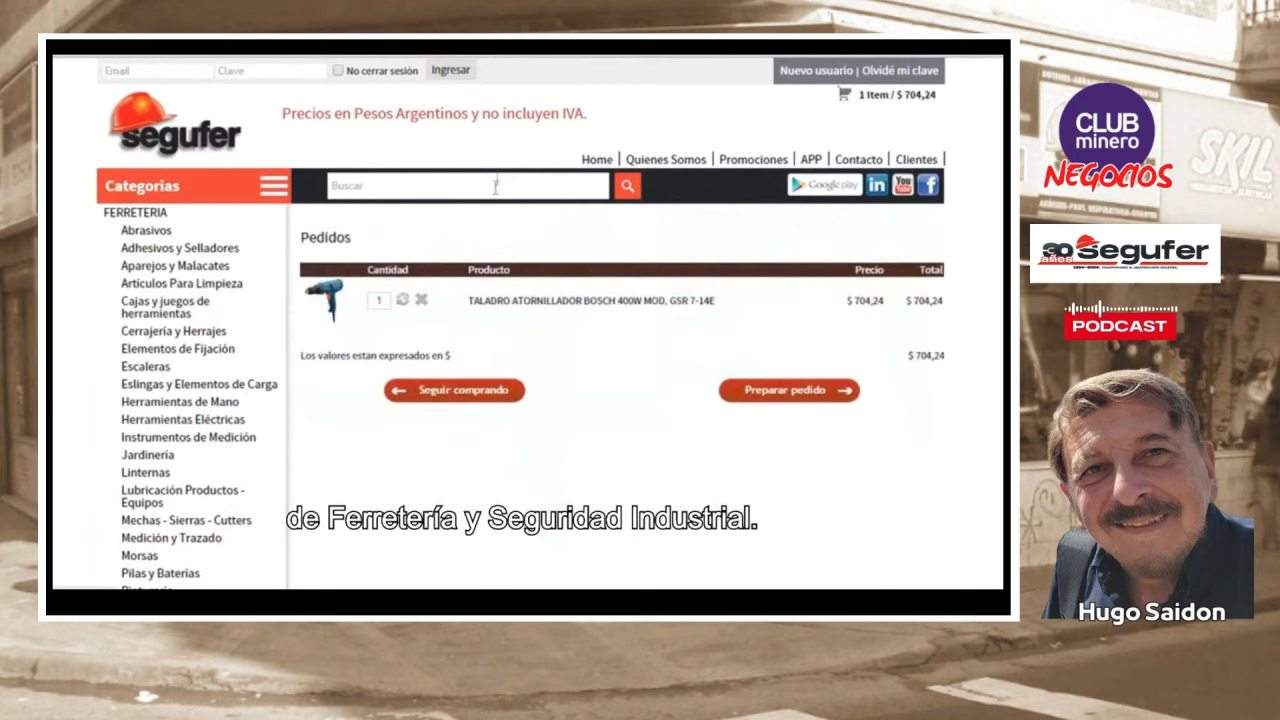 Email
Clave
No cerrar sesión
Ingresar
Nuevo usuario | Olvidé mi clave
1 Item / $ 704,24
segufer
Precios en Pesos Argentinos y no incluyen IVA.
Home | Quienes Somos | Promociones | APP | Contacto | Clientes |
Categorias
Buscar
Google play
in
You Tube
f
FERRETERIA
Abrasivos
Adhesivos y Selladores
Aparejos y Malacates
Artículos Para Limpieza
Cajas y juegos de
herramientas
Cerrajería y Herrajes
Elementos de Fijación
Escaleras
Eslingas y Elementos de Carga
Herramientas de Mano
Herramientas Eléctricas
Instrumentos de Medición
Jardinería
Linternas
Lubricación Productos -
Equipos
Mechas - Sierras - Cutters
Medición y Trazado
Morsas
Pilas y Baterías
Pedidos
Cantidad Producto Precio Total
1 TALADRO ATORNILLADOR BOSCH 400W MOD. GSR 7-14E $ 704,24 $ 704,24
Los valores estan expresados en $ $ 704,24
Seguir comprando
Preparar pedido
de Ferretería y Seguridad Industrial.
CLUB
minero
NEGOCIOS
SKIL
30 años
segufer
PODCAST
Hugo Saidon